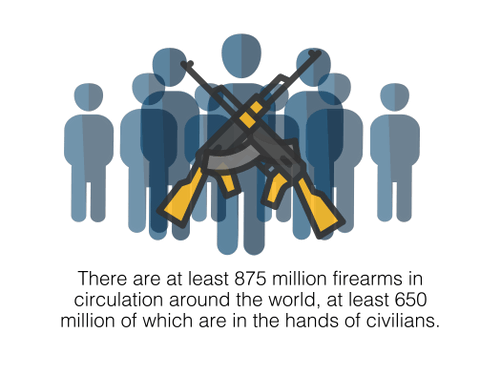 There are at least 875 million firearms in
circulation around the world, at least 650
million of which are in the hands of civilians.